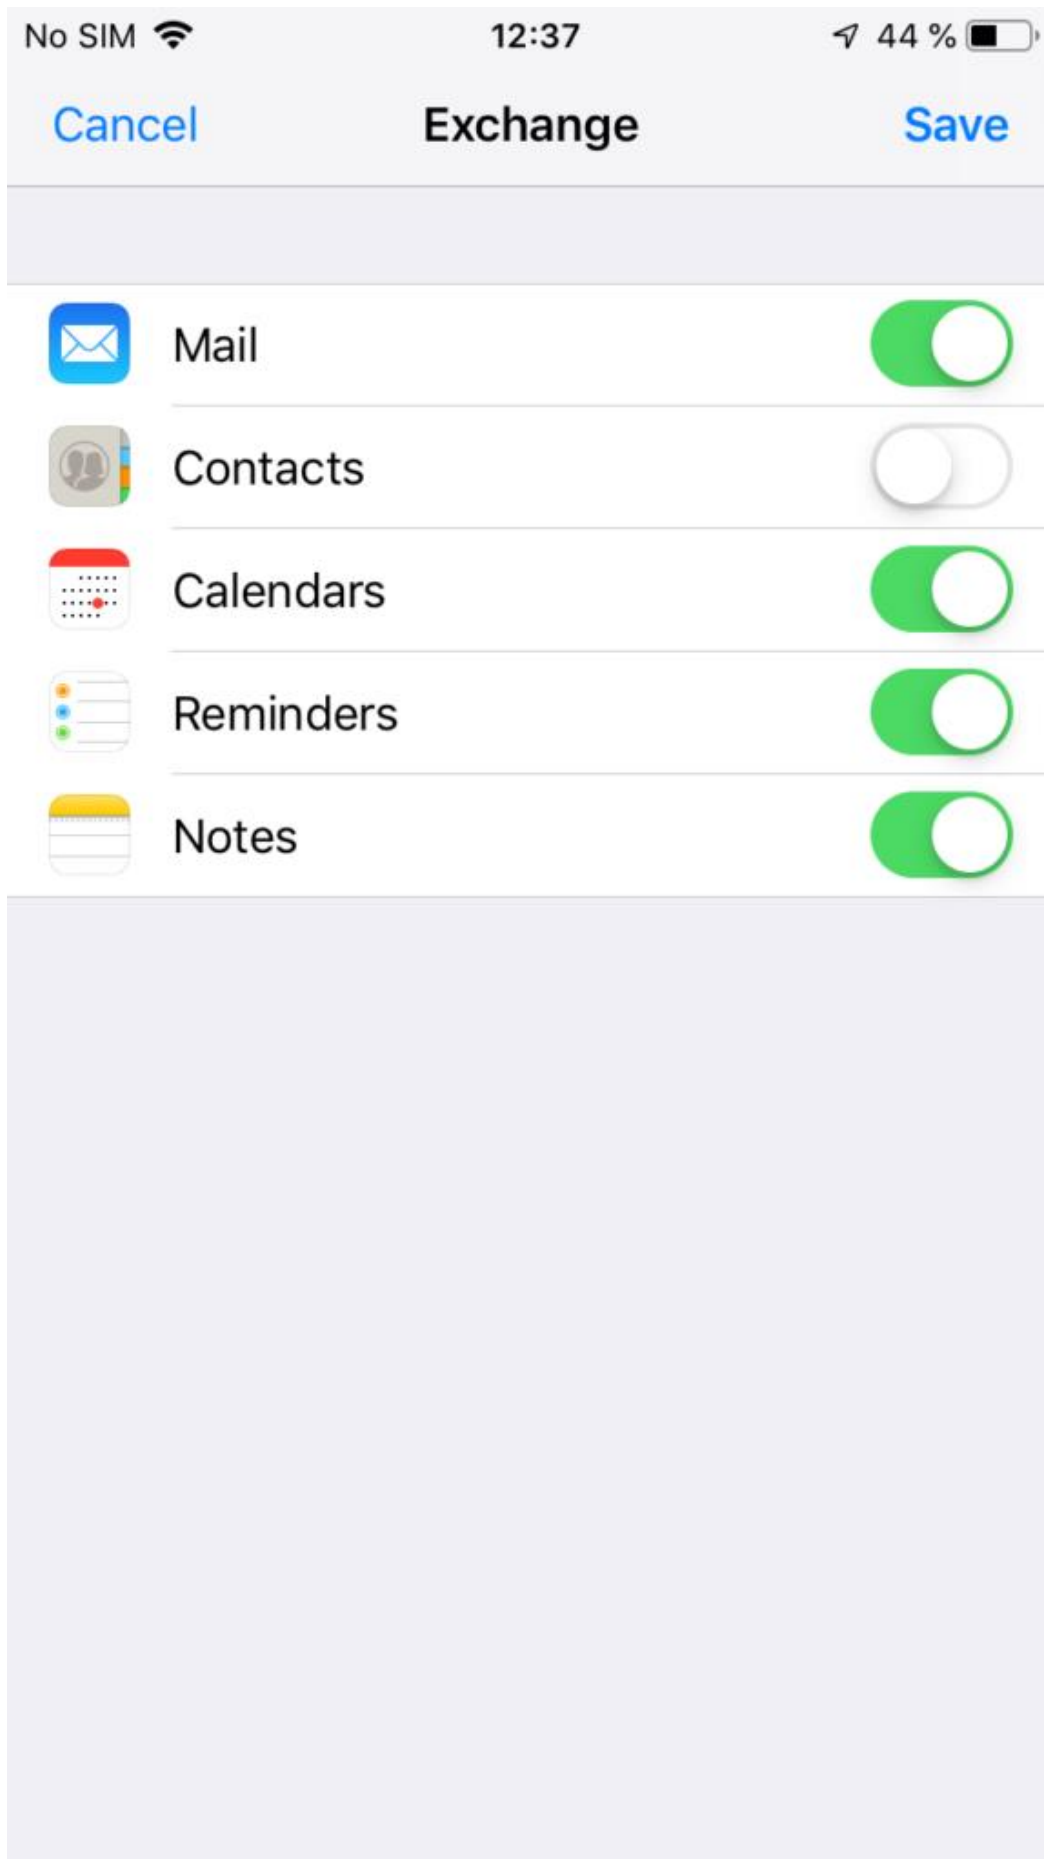 No SIM 12:37 44 %
Cancel Exchange Save
Mail
Contacts
Calendars
Reminders
Notes